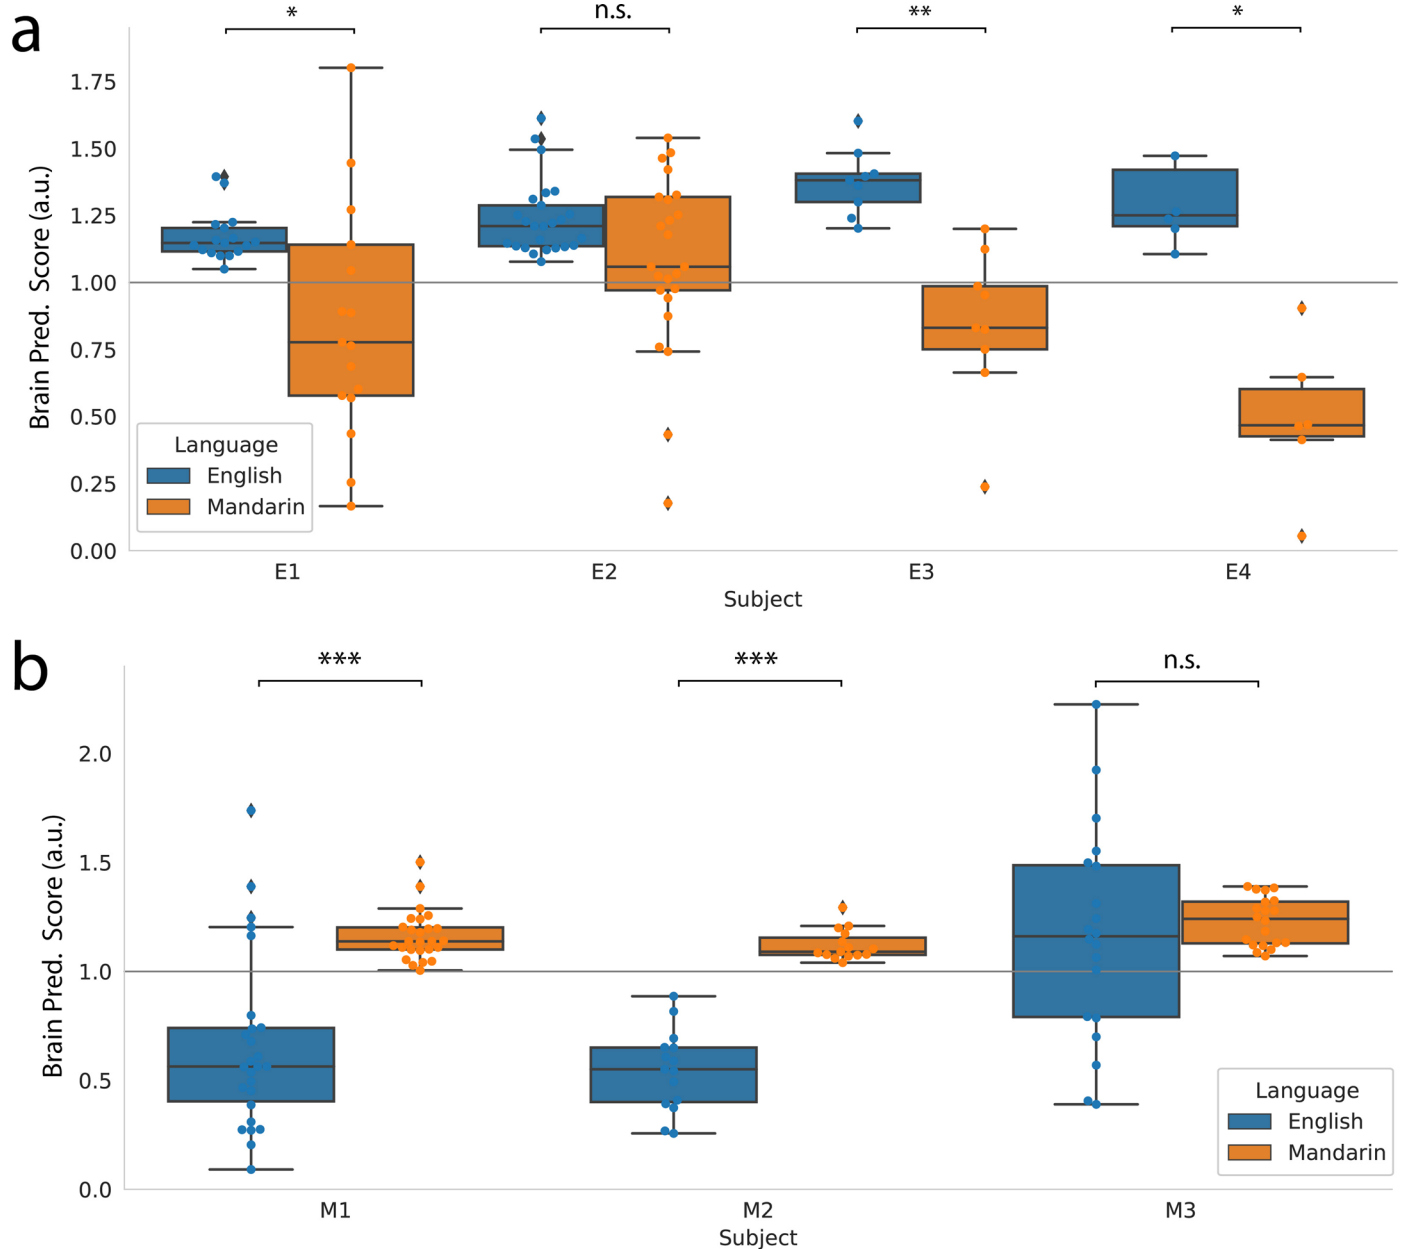 a
* n.s. ** *
Brain Pred. Score (a.u.)
1.75
1.50
1.25
1.00
0.75
0.50
0.25
0.00
Language
English
Mandarin
E1 E2 E3 E4
Subject
b
*** *** n.s.
Brain Pred. Score (a.u.)
2.0
1.5
1.0
0.5
0.0
Language
English
Mandarin
M1 M2 M3
Subject